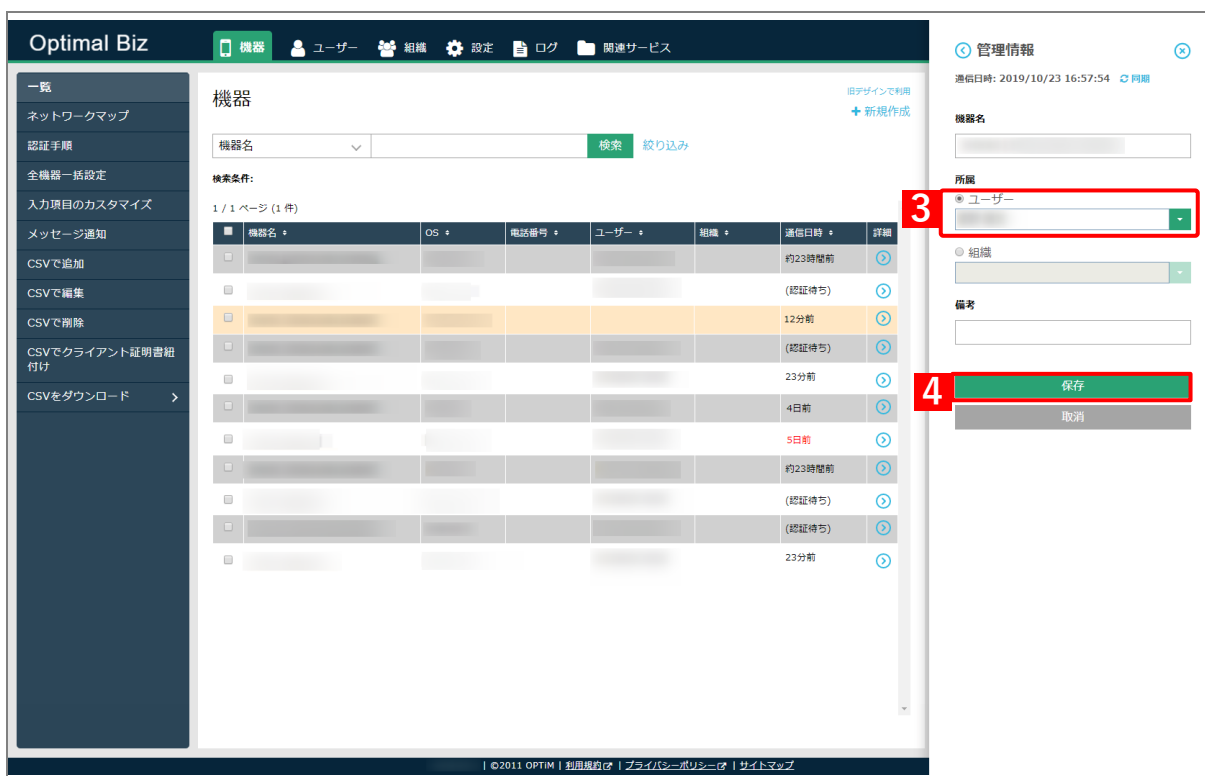 Optimal Biz
機器
ユーザー
組織
設定
ログ
関連サービス
一覧
ネットワークマップ
認証手順
全機器一括設定
入力項目のカスタマイズ
メッセージ通知
CSVで追加
CSVで編集
CSVで削除
CSVでクライアント証明書紐
付け
CSVをダウンロード
機器
旧デザインで利用
+ 新規作成
機器名
検索
絞り込み
検索条件:
1 / 1 ページ (1 件)
機器名 OS 電話番号 ユーザー 組織 通信日時 詳細
約23時間前
(認証待ち)
12分前
(認証待ち)
23分前
4日前
5日前
約23時間前
(認証待ち)
(認証待ち)
23分前
管理情報
通信日時: 2019/10/23 16:57:54 同期
機器名
所属
3
ユーザー
組織
備考
4
保存
取消
| ©2011 OPTiM | 利用規約 | プライバシーポリシー | サイトマップ